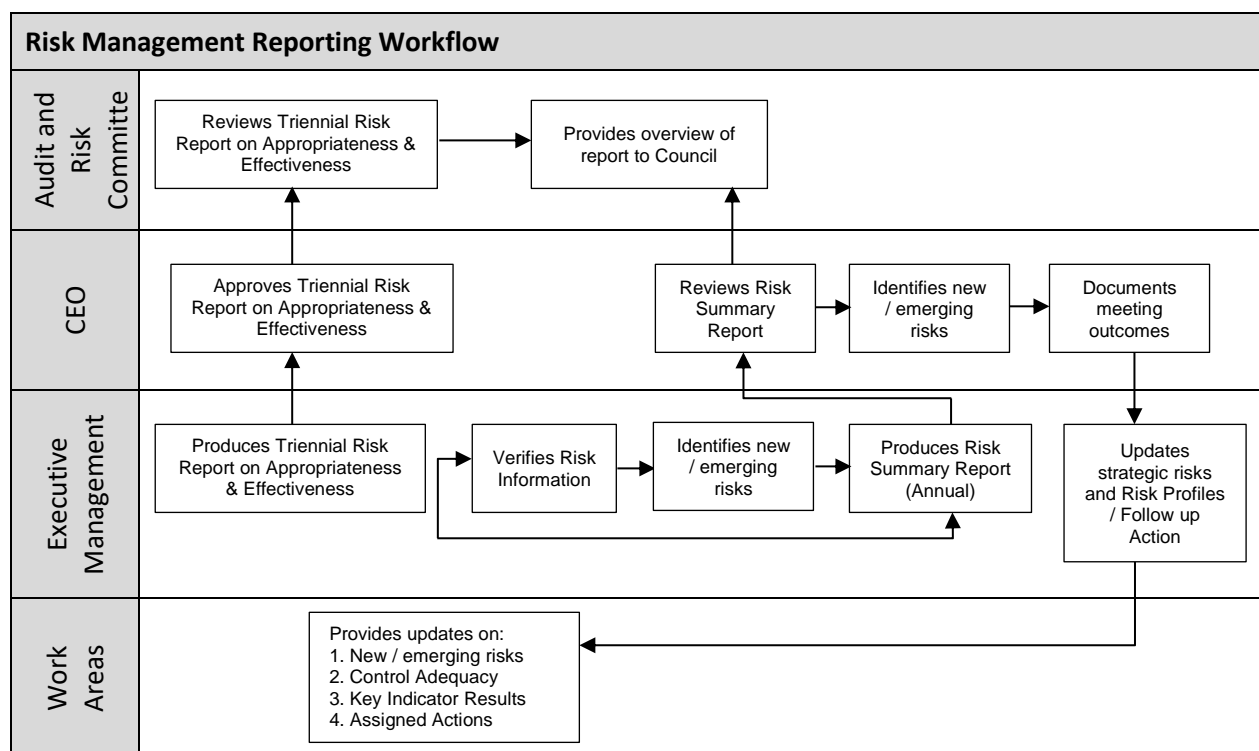 Risk Management Reporting Workflow
Audit and
Risk
Committe
Reviews Triennial Risk
Report on Appropriateness &
Effectiveness
Provides overview of
report to Council
CEO
Approves Triennial Risk
Report on Appropriateness &
Effectiveness
Reviews Risk
Summary
Report
Identifies new
/ emerging
risks
Documents
meeting
outcomes
Executive
Management
Produces Triennial Risk
Report on Appropriateness
& Effectiveness
Verifies Risk
Information
Identifies new
/ emerging
risks
Produces Risk
Summary Report
(Annual)
Updates
strategic risks
and Risk Profiles
/ Follow up
Action
Work
Areas
Provides updates on:
1. New / emerging risks
2. Control Adequacy
3. Key Indicator Results
4. Assigned Actions